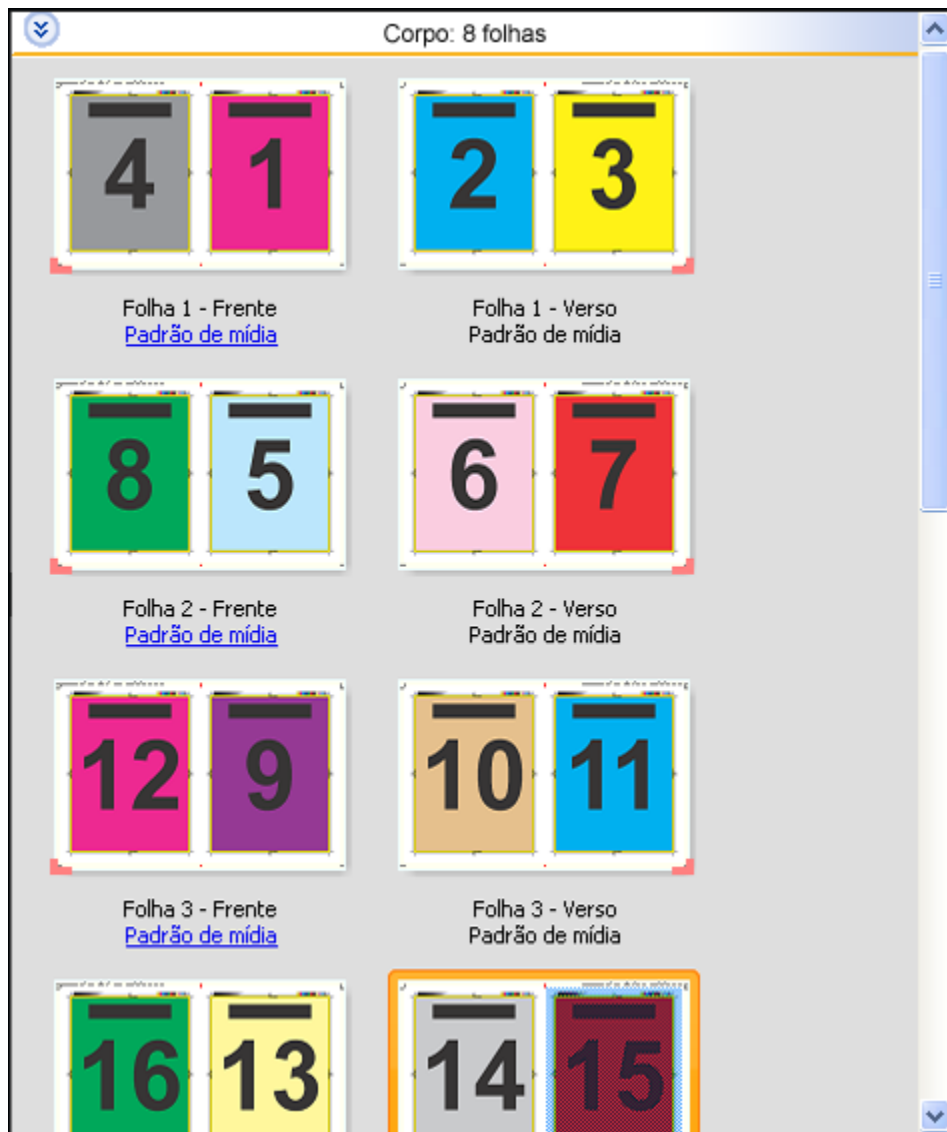 Corpo: 8 folhas
4 1 2 3
Folha 1 - Frente
Padrão de mídia
Folha 1 - Verso
Padrão de mídia
8 5 6 7
Folha 2 - Frente
Padrão de mídia
Folha 2 - Verso
Padrão de mídia
12 9 10 11
Folha 3 - Frente
Padrão de mídia
Folha 3 - Verso
Padrão de mídia
16 13 14 15